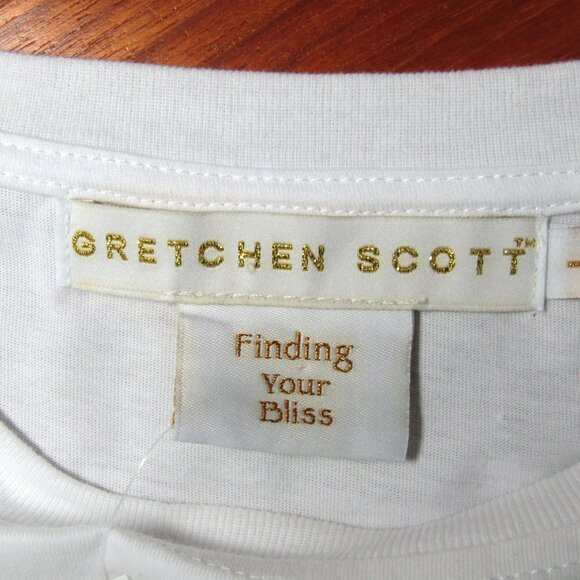 GRETCHEN SCOTT™
Finding
Your
Bliss